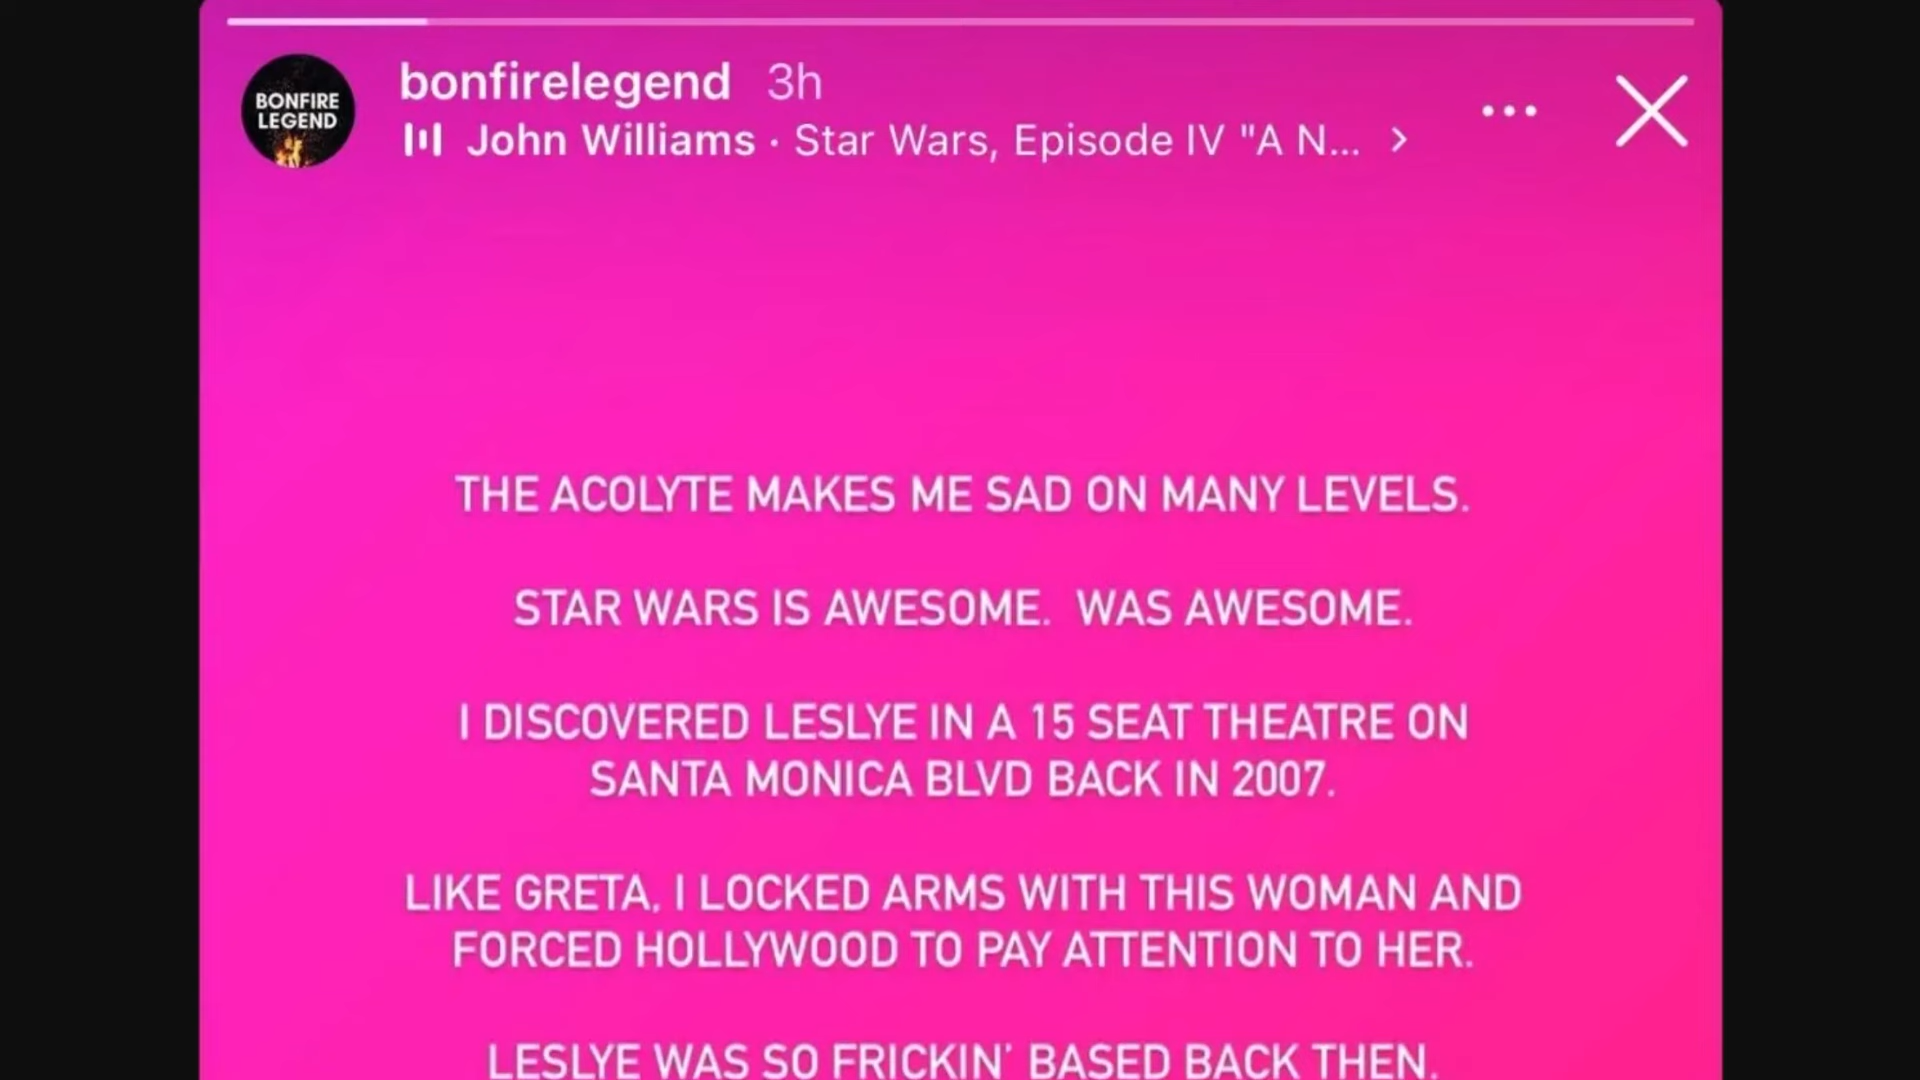 bonfirelegend 3h
John Williams · Star Wars, Episode IV "A N...
BONFIRE
LEGEND
THE ACOLYTE MAKES ME SAD ON MANY LEVELS.
STAR WARS IS AWESOME. WAS AWESOME.
I DISCOVERED LESLYE IN A 15 SEAT THEATRE ON
SANTA MONICA BLVD BACK IN 2007.
LIKE GRETA, I LOCKED ARMS WITH THIS WOMAN AND
FORCED HOLLYWOOD TO PAY ATTENTION TO HER.
LESLYE WAS SO FRICKIN' BASED BACK THEN.